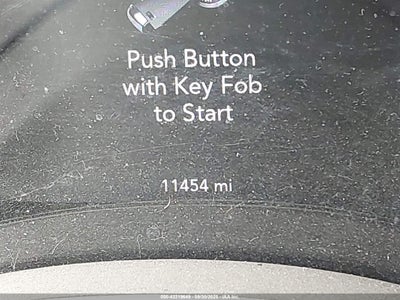 Push Button
with Key Fob
to Start
11454 mi